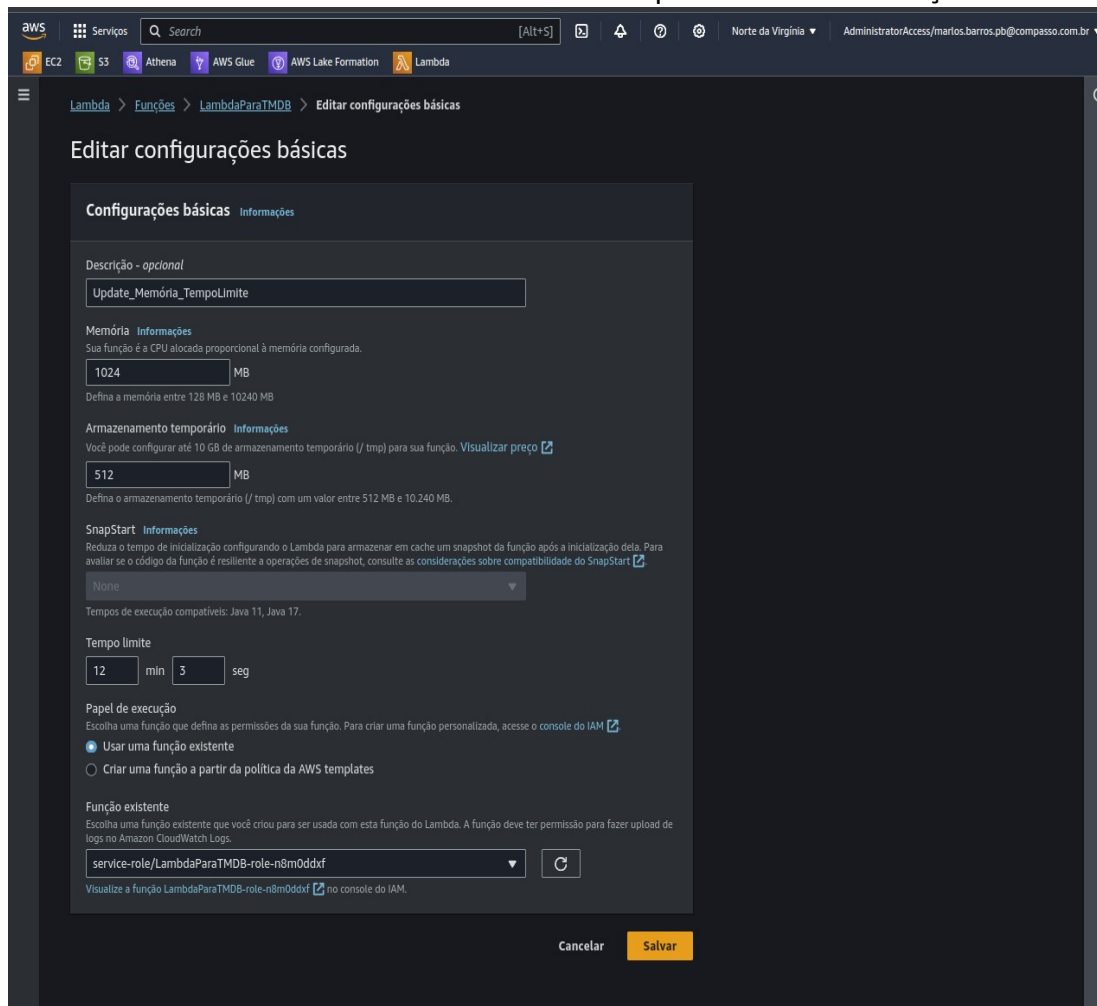 aws Serviços Search [Alt+S] Norte da Virgínia AdministratorAccess/marlos.barros.pb@compasso.com.br
EC2 S3 Athena AWS Glue AWS Lake Formation Lambda
Lambda > Funções > LambdaParaTMDB > Editar configurações básicas
Editar configurações básicas
Configurações básicas Informações
Descrição - opcional
Update_Memória_TempoLimite
Memória Informações
Sua função é a CPU alocada proporcional à memória configurada.
1024 MB
Defina a memória entre 128 MB e 10240 MB
Armazenamento temporário Informações
Você pode configurar até 10 GB de armazenamento temporário (/ tmp) para sua função. Visualizar preço
512 MB
Defina o armazenamento temporário (/ tmp) com um valor entre 512 MB e 10.240 MB.
SnapStart Informações
Reduza o tempo de inicialização configurando o Lambda para armazenar em cache um snapshot da função após a inicialização dela. Para
avaliar se o código da função é resiliente a operações de snapshot, consulte as considerações sobre compatibilidade do SnapStart.
None
Tempos de execução compatíveis: Java 11, Java 17.
Tempo limite
12 min 3 seg
Papel de execução
Escolha uma função que defina as permissões da sua função. Para criar uma função personalizada, acesse o console do IAM.
Usar uma função existente
Criar uma função a partir da política da AWS templates
Função existente
Escolha uma função existente que você criou para ser usada com esta função do Lambda. A função deve ter permissão para fazer upload de
logs no Amazon CloudWatch Logs.
service-role/LambdaParaTMDB-role-n8m0ddxf
Visualize a função LambdaParaTMDB-role-n8m0ddxf no console do IAM.
Cancelar Salvar